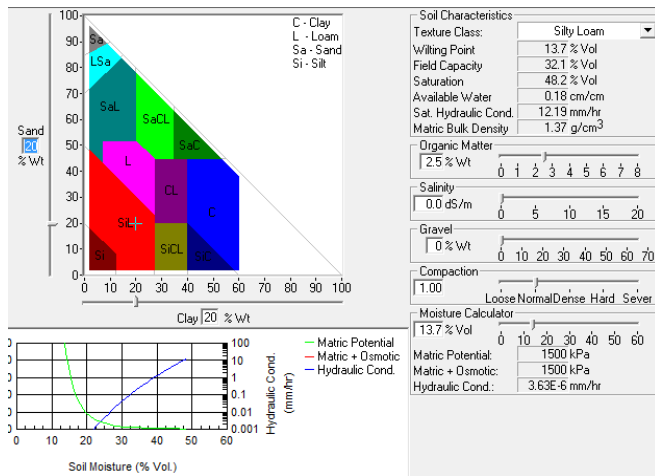 C - Clay
L - Loam
Sa - Sand
Si - Silt
100
90
80
70
60
50
40
30
20
10
0
Sand
20
% Wt
Sa
LSa
SaL
SaCL
SaC
L
CL
C
SiL
SiCL
SiC
Si
0 10 20 30 40 50 60 70 80 90 100
Clay 20 % Wt
Soil Characteristics
Texture Class: Silty Loam
Wilting Point 13.7 % Vol
Field Capacity 32.1 % Vol
Saturation 48.2 % Vol
Available Water 0.18 cm/cm
Sat. Hydraulic Cond. 12.19 mm/hr
Matric Bulk Density 1.37 g/cm3
Organic Matter
2.5 % Wt
0 1 2 3 4 5 6 7 8
Salinity
0.0 dS/m
0 5 10 15 20
Gravel
0 % Wt
0 10 20 30 40 50 60 70
Compaction
1.00
Loose Normal Dense Hard Sever
Moisture Calculator
13.7 % Vol
0 10 20 30 40 50 60
Matric Potential: 1500 kPa
Matric + Osmotic: 1500 kPa
Hydraulic Cond.: 3.63E-6 mm/hr
Matric Potential
Matric + Osmotic
Hydraulic Cond.
100
10
1
0.1
0.01
0.001
Hydraulic Cond.
(mm/hr)
0 10 20 30 40 50 60
Soil Moisture (% Vol.)